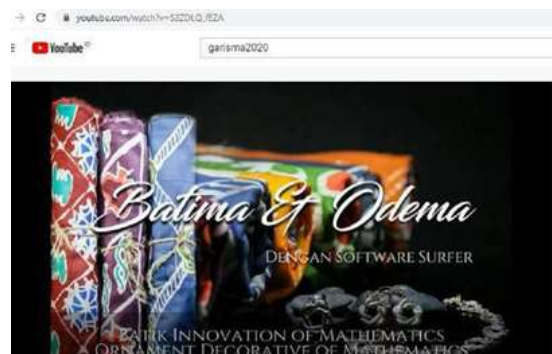 youtube.com/watch?v=
YouTube
garisma2020
Batima & Odema
DENGAN SOFTWARE SURFER
BATIK INNOVATION OF MATHEMATICS
& ORNAMENT DECORATIVE OF MATHEMATICS